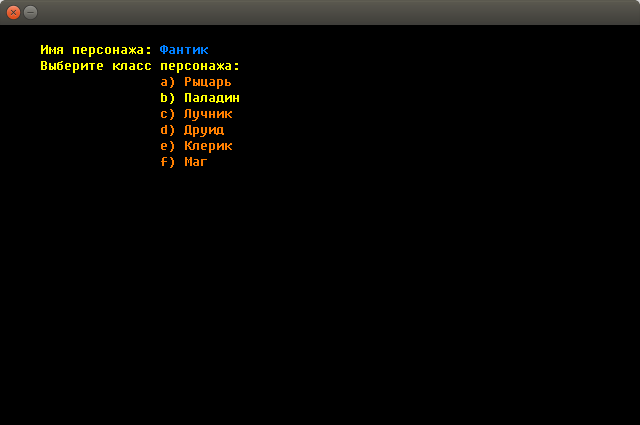 Имя персонажа: Фантик
Выберите класс персонажа:
a) Рыцарь
b) Паладин
c) Лучник
d) Друид
e) Клерик
f) Маг